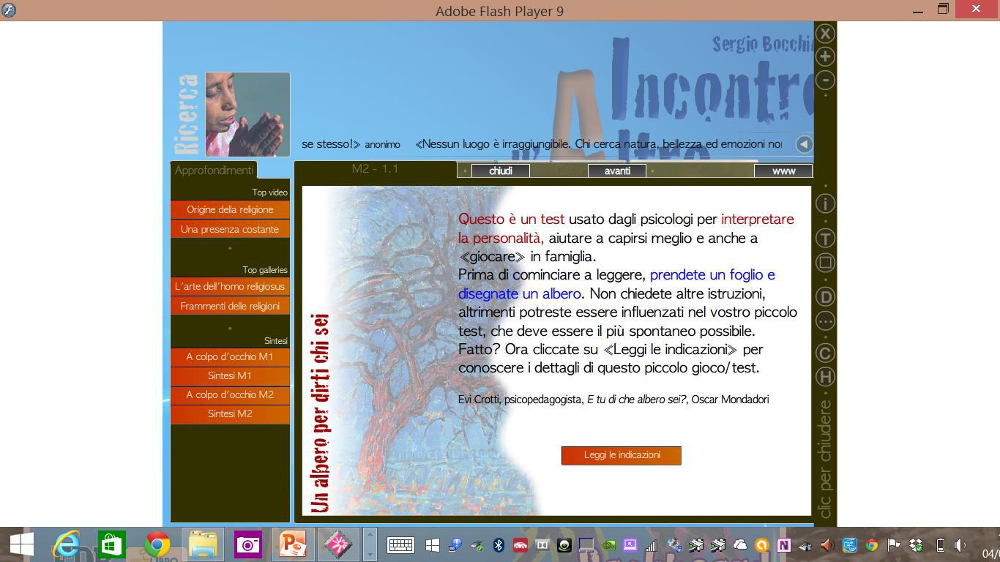 Adobe Flash Player 9
Sergio Bocchi
Incontro
Ricerca
se stesso!» anonimo «Nessun luogo è irraggiungibile. Chi cerca natura, bellezza ed emozioni no
Altro
Approfondimenti
M2 - 1.1
chiudi
avanti
www
Top video
Origine della religione
Una presenza costante
Top galleries
L'arte dell'homo religiosus
Frammenti delle religioni
Sintesi
A colpo d'occhio M1
Sintesi M1
A colpo d'occhio M2
Sintesi M2
Un albero per dirti chi sei
Questo è un test usato dagli psicologi per interpretare
la personalità, aiutare a capirsi meglio e anche a
«giocare» in famiglia.
Prima di cominciare a leggere, prendete un foglio e
disegnate un albero. Non chiedete altre istruzioni,
altrimenti potreste essere influenzati nel vostro piccolo
test, che deve essere il più spontaneo possibile.
Fatto? Ora cliccate su «Leggi le indicazioni» per
conoscere i dettagli di questo piccolo gioco/test.
Evi Crotti, psicopedagogista, E tu di che albero sei?, Oscar Mondadori
Leggi le indicazioni
X
+
-
i
T
D
C
H
clic per chiudere
04/